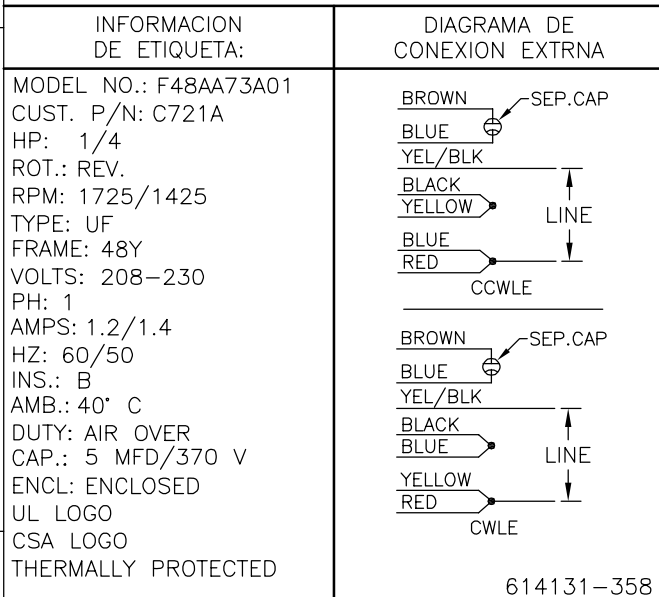 INFORMACION
DE ETIQUETA:
MODEL NO.: F48AA73A01
CUST. P/N: C721A
HP: 1/4
ROT.: REV.
RPM: 1725/1425
TYPE: UF
FRAME: 48Y
VOLTS: 208-230
PH: 1
AMPS: 1.2/1.4
HZ: 60/50
INS.: B
AMB.: 40° C
DUTY: AIR OVER
CAP.: 5 MFD/370 V
ENCL: ENCLOSED
UL LOGO
CSA LOGO
THERMALLY PROTECTED
DIAGRAMA DE
CONEXION EXTRNA
BROWN
SEP.CAP
BLUE
YEL/BLK
BLACK
YELLOW
LINE
BLUE
RED
CCWLE
BROWN
SEP.CAP
BLUE
YEL/BLK
BLACK
BLUE
LINE
YELLOW
RED
CWLE
614131-358